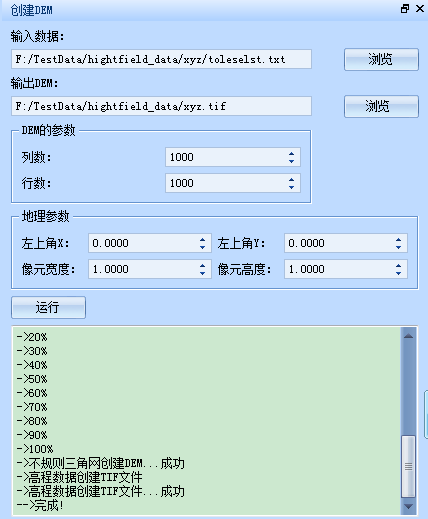 创建DEM
输入数据:
F:/TestData/hightfield_data/xyz/toleselst.txt 浏览
输出DEM:
F:/TestData/hightfield_data/xyz.tif 浏览
DEM的参数
列数: 1000
行数: 1000
地理参数
左上角X: 0.0000 左上角Y: 0.0000
像元宽度: 1.0000 像元高度: 1.0000
运行
->20%
->30%
->40%
->50%
->60%
->70%
->80%
->90%
->100%
->不规则三角网创建DEM...成功
->高程数据创建TIF文件
->高程数据创建TIF文件...成功
-->完成!